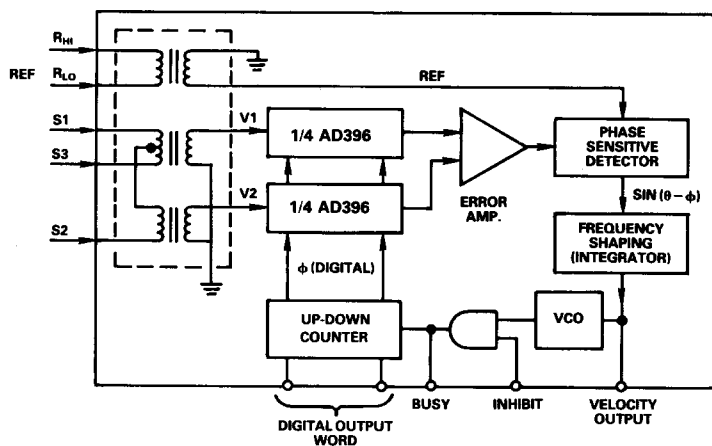 R_HI
REF R_LO
REF
S1
S3
S2
V1
V2
1/4 AD396
1/4 AD396
ERROR
AMP.
PHASE
SENSITIVE
DETECTOR
SIN (θ – φ)
FREQUENCY
SHAPING
(INTEGRATOR)
φ (DIGITAL)
UP-DOWN
COUNTER
VCO
DIGITAL OUTPUT
WORD
BUSY
INHIBIT
VELOCITY
OUTPUT